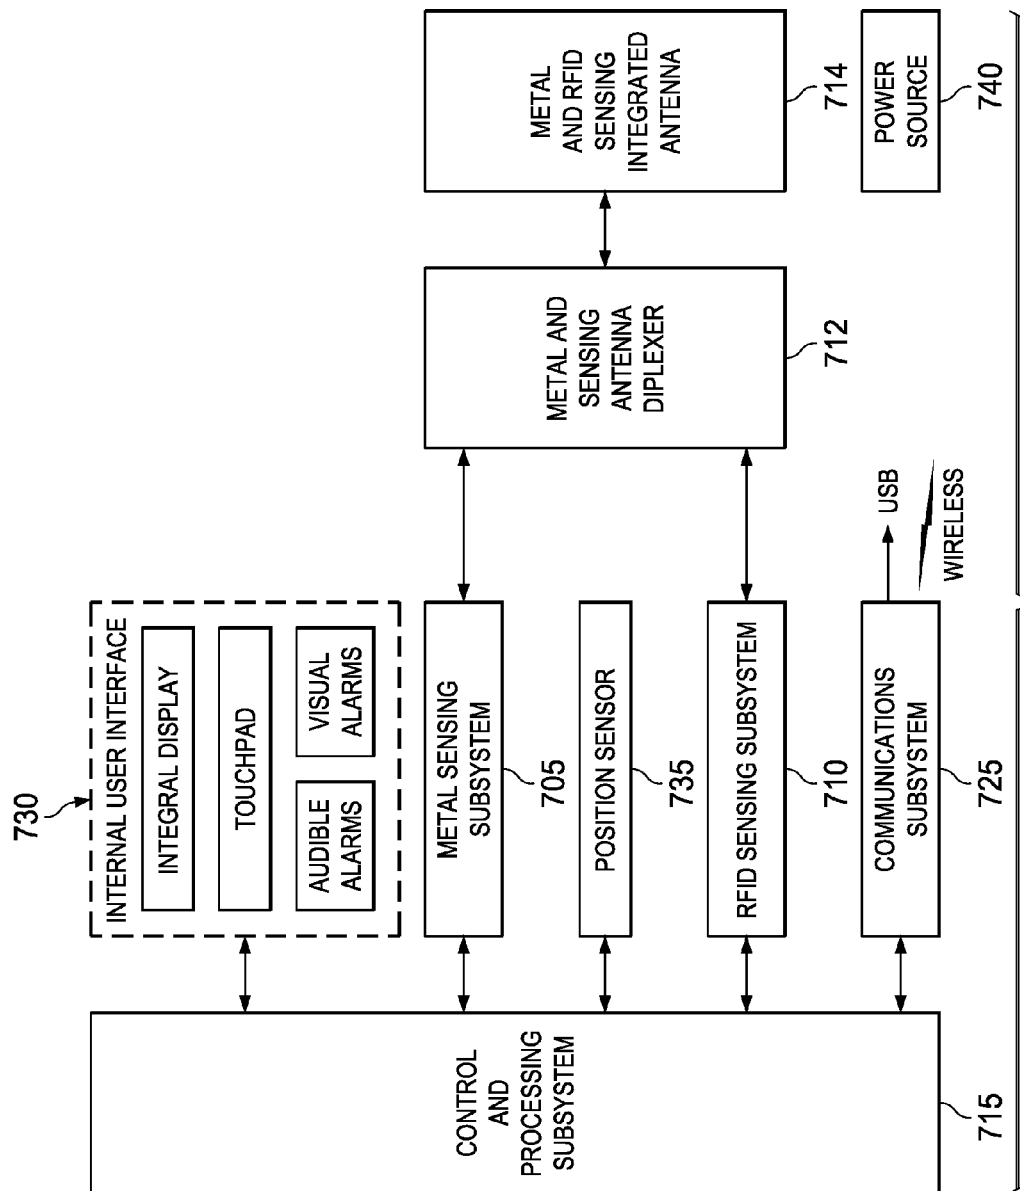 730
INTERNAL USER INTERFACE
INTEGRAL DISPLAY
TOUCHPAD
AUDIBLE
ALARMS
VISUAL
ALARMS
CONTROL
AND
PROCESSING
SUBSYSTEM
715
METAL SENSING
SUBSYSTEM
705
POSITION SENSOR
735
RFID SENSING SUBSYSTEM
710
COMMUNICATIONS
SUBSYSTEM
725
USB
WIRELESS
METAL AND
SENSING
ANTENNA
DIPLEXER
712
METAL
AND RFID
SENSING
INTEGRATED
ANTENNA
714
POWER
SOURCE
740